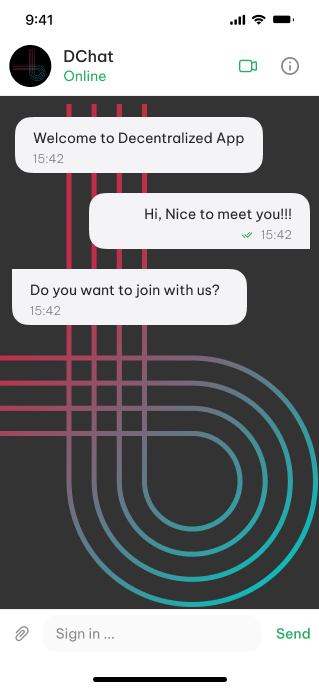 9:41
DChat
Online
Welcome to Decentralized App
15:42
Hi, Nice to meet you!!!
15:42
Do you want to join with us?
15:42
Sign in ...
Send